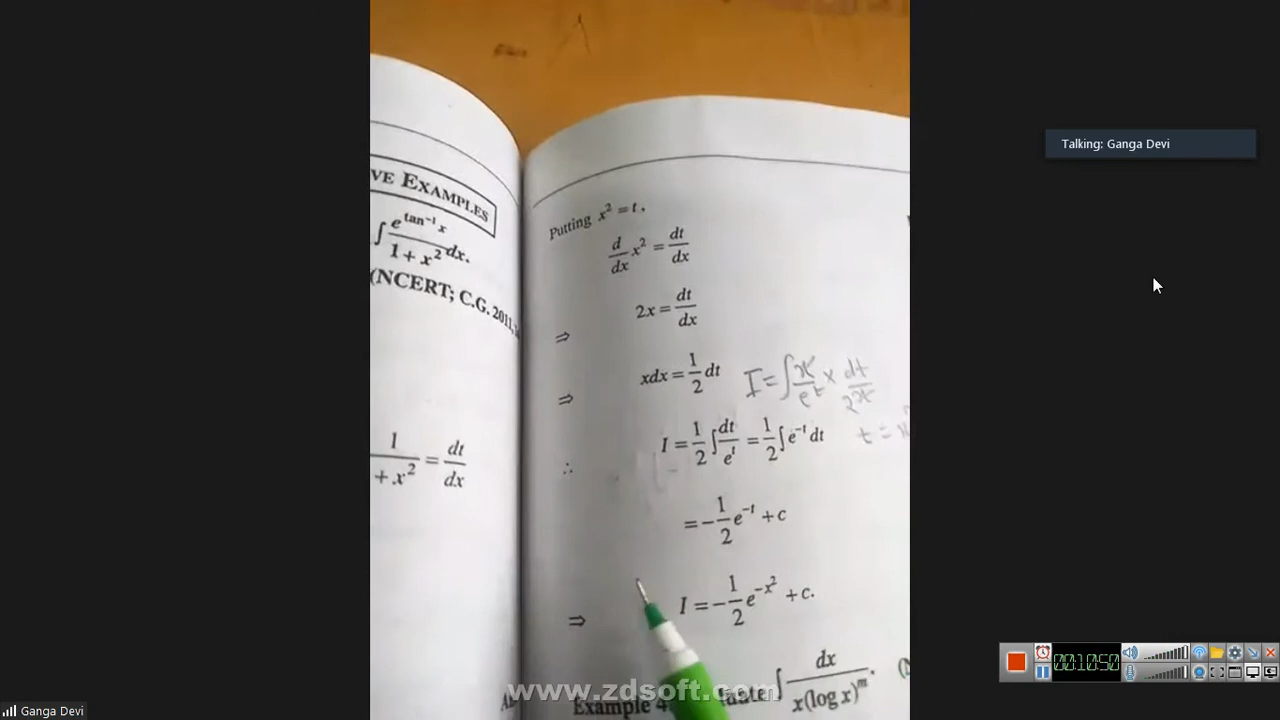 Talking: Ganga Devi
VE EXAMPLES
∫ e^{tan⁻¹ x} / (1 + x²) dx.
(NCERT; C.G. 2011,
1 / (+ x²) = dt/dx
Putting x² = t,
d/dx x² = dt/dx
⇒ 2x = dt/dx
⇒ xdx = 1/2 dt
I = ∫ x/e^t × dt/2x
∴ I = 1/2 ∫ dt/e^t = 1/2 ∫ e^{-t} dt
t =
= -1/2 e^{-t} + c
⇒ I = -1/2 e^{-x²} + c.
Example 4. ∫ dx / x(log x)^m.
www.zdsoft.com
00:10:50
Ganga Devi